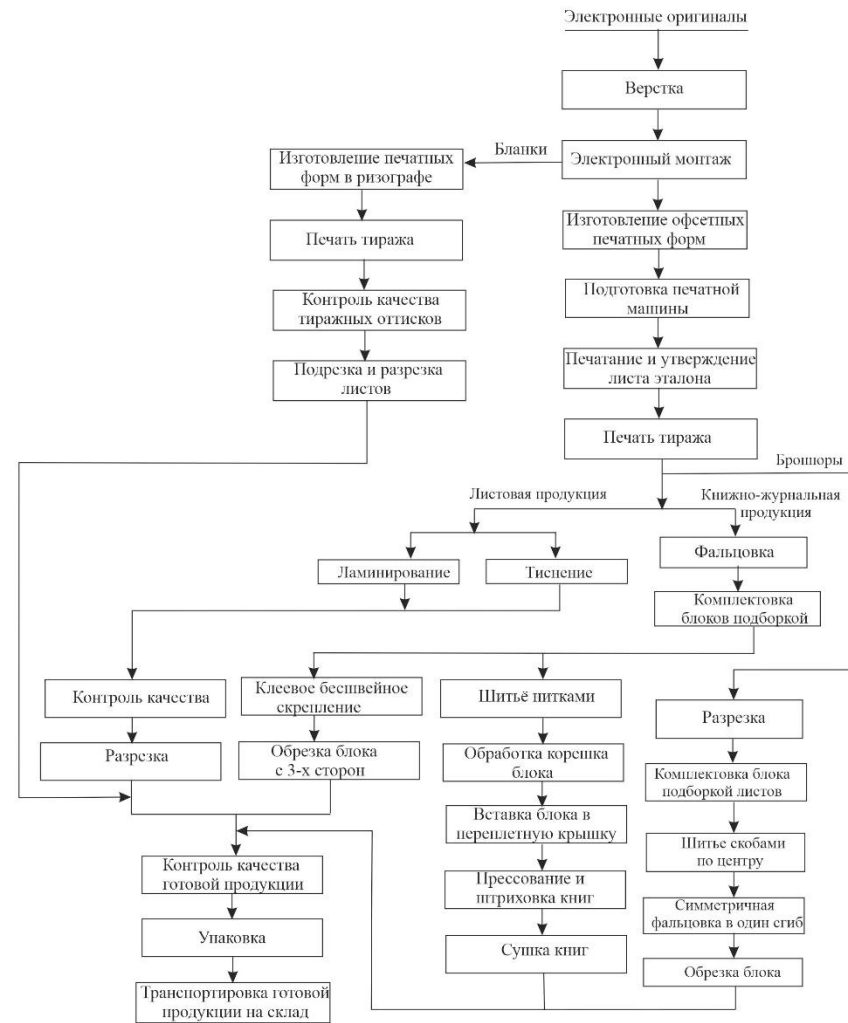 Электронные оригиналы
Верстка
Бланки
Электронный монтаж
Изготовление печатных
форм в ризографе
Печать тиража
Контроль качества
тиражных оттисков
Подрезка и разрезка
листов
Изготовление офсетных
печатных форм
Подготовка печатной
машины
Печатание и утверждение
листа эталона
Печать тиража
Брошюры
Листовая продукция
Книжно-журнальная
продукция
Ламинирование
Тиснение
Фальцовка
Комплектовка
блоков подборкой
Контроль качества
Разрезка
Клеевое бесшвейное
скрепление
Обрезка блока
с 3-х сторон
Шитьё нитками
Обработка корешка
блока
Вставка блока в
переплетную крышку
Прессование и
штриховка книг
Сушка книг
Разрезка
Комплектовка блока
подборкой листов
Шитье скобами
по центру
Симметричная
фальцовка в один сгиб
Обрезка блока
Контроль качества
готовой продукции
Упаковка
Транспортировка готовой
продукции на склад